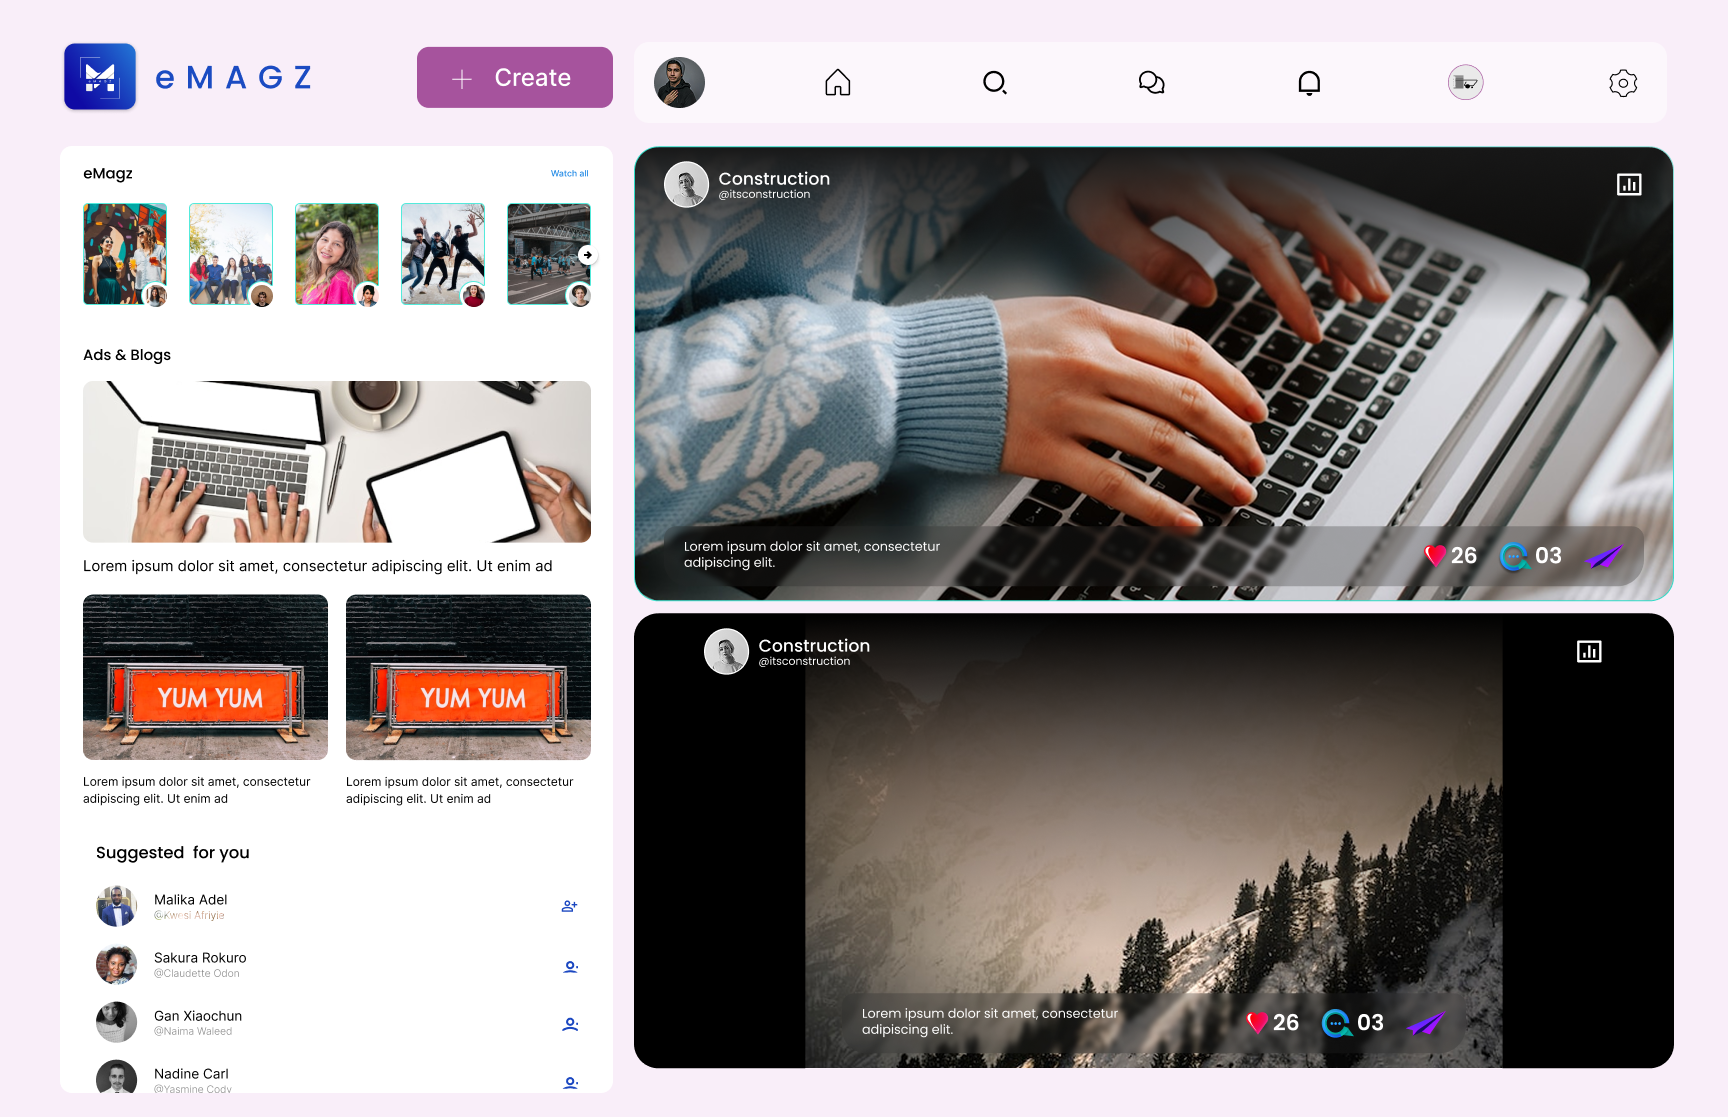 eMAGZ
Create
eMagz
Watch all
Ads & Blogs
Lorem ipsum dolor sit amet, consectetur adipiscing elit. Ut enim ad
YUM YUM
YUM YUM
Lorem ipsum dolor sit amet, consectetur
adipiscing elit. Ut enim ad
Lorem ipsum dolor sit amet, consectetur
adipiscing elit. Ut enim ad
Suggested for you
Malika Adel
@Kwesi Afriyie
Sakura Rokuro
@Claudette Odon
Gan Xiaochun
@Naima Waleed
Nadine Carl
@Yasmine Cody
Construction
@itsconstruction
Lorem ipsum dolor sit amet, consectetur
adipiscing elit.
26
03
Construction
@itsconstruction
Lorem ipsum dolor sit amet, consectetur
adipiscing elit.
26
03